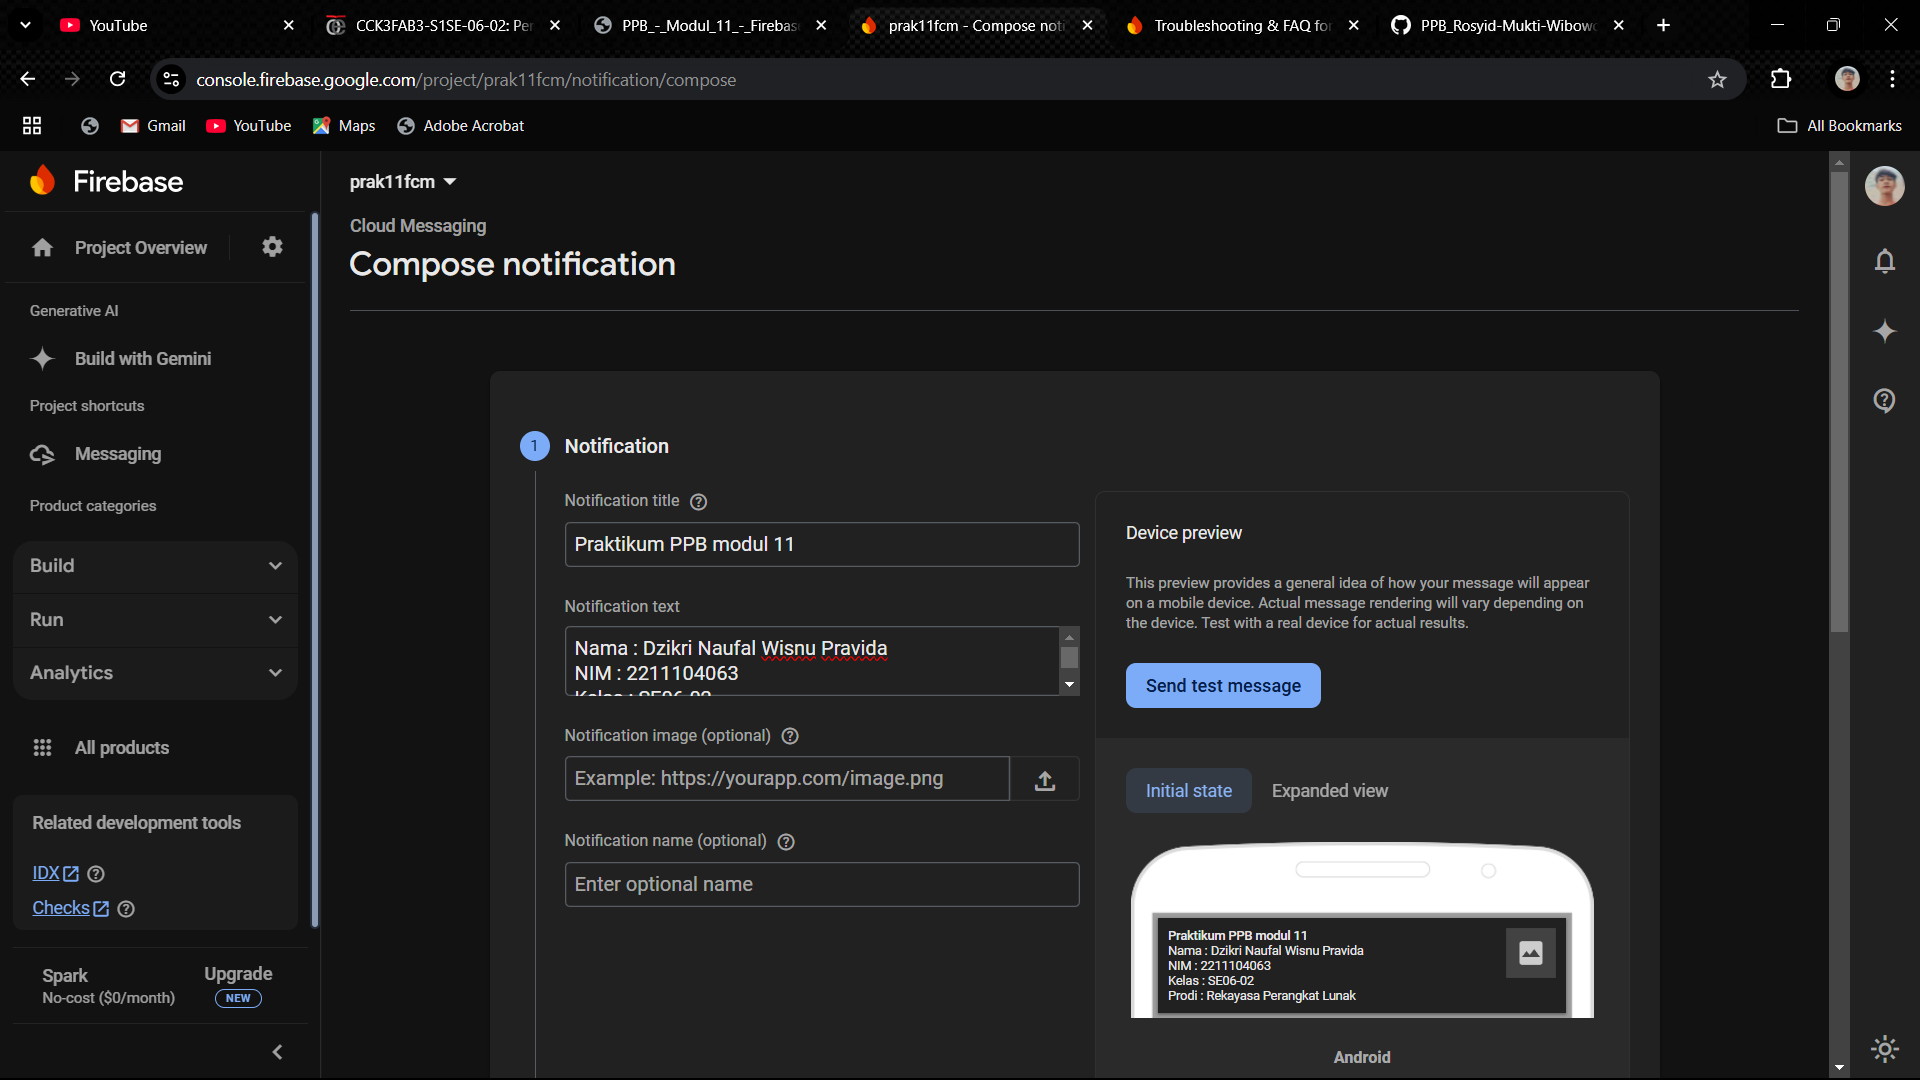 YouTube
CCK3FAB3-S1SE-06-02: Per
PPB_-_Modul_11_-_Firebas
prak11fcm - Compose noti
Troubleshooting & FAQ fo
PPB_Rosyid-Mukti-Wibowo
console.firebase.google.com/project/prak11fcm/notification/compose
Gmail
YouTube
Maps
Adobe Acrobat
All Bookmarks
Firebase
Project Overview
Generative AI
Build with Gemini
Project shortcuts
Messaging
Product categories
Build
Run
Analytics
All products
Related development tools
IDX
Checks
Spark
No-cost ($0/month)
Upgrade
NEW
prak11fcm
Cloud Messaging
Compose notification
1 Notification
Notification title
Praktikum PPB modul 11
Notification text
Nama : Dzikri Naufal Wisnu Pravida
NIM : 2211104063
Kelas : SE06-02
Notification image (optional)
Example: https://yourapp.com/image.png
Notification name (optional)
Enter optional name
Device preview
This preview provides a general idea of how your message will appear
on a mobile device. Actual message rendering will vary depending on
the device. Test with a real device for actual results.
Send test message
Initial state
Expanded view
Praktikum PPB modul 11
Nama : Dzikri Naufal Wisnu Pravida
NIM : 2211104063
Kelas : SE06-02
Prodi : Rekayasa Perangkat Lunak
Android